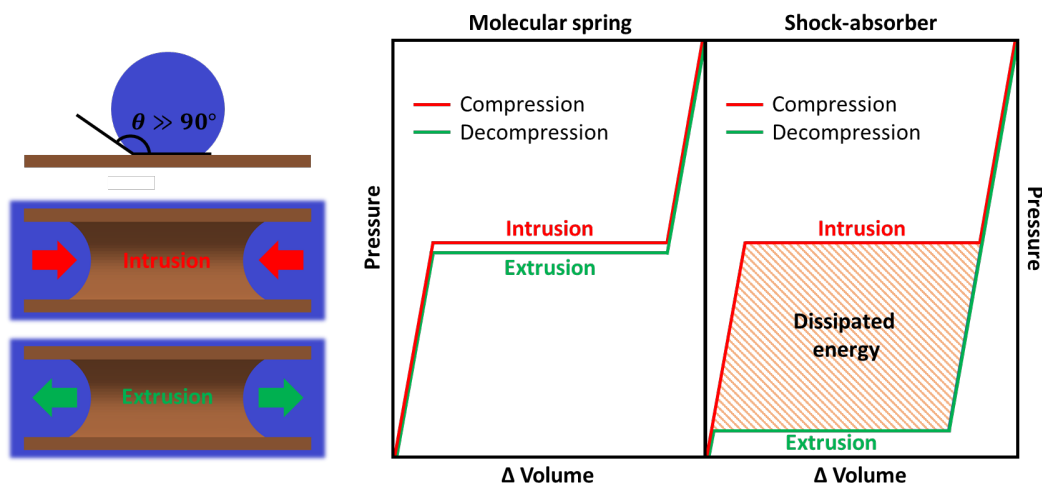 θ ≫ 90°
Intrusion
Extrusion
Molecular spring
Compression
Decompression
Intrusion
Extrusion
Pressure
Δ Volume
Shock-absorber
Compression
Decompression
Intrusion
Dissipated
energy
Extrusion
Pressure
Δ Volume